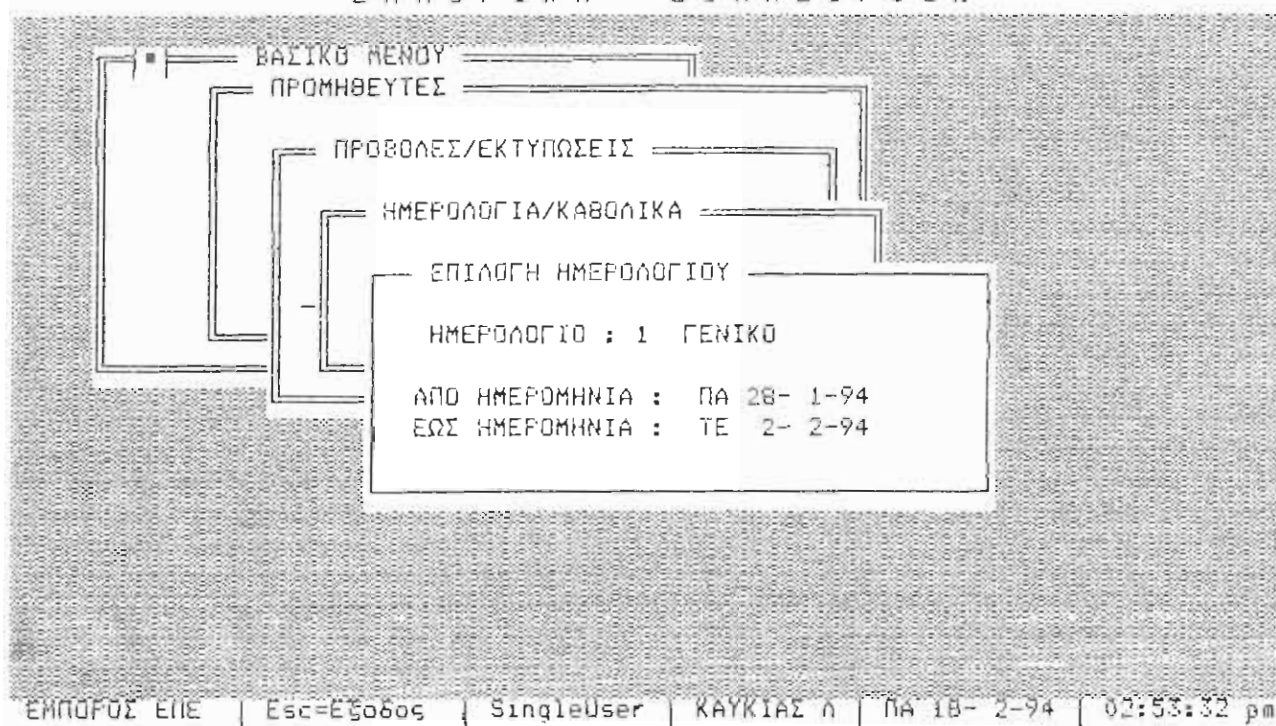 ΒΑΣΙΚΟ ΜΕΝΟΥ
ΠΡΟΜΗΘΕΥΤΕΣ
ΠΡΟΒΟΛΕΣ/ΕΚΤΥΠΩΣΕΙΣ
ΗΜΕΡΟΛΟΓΙΑ/ΚΑΘΟΛΙΚΑ
ΕΠΙΛΟΓΗ ΗΜΕΡΟΛΟΓΙΟΥ
ΗΜΕΡΟΛΟΓΙΟ : 1 ΓΕΝΙΚΟ
ΑΠΟ ΗΜΕΡΟΜΗΝΙΑ : ΠΑ 28- 1-94
ΕΩΣ ΗΜΕΡΟΜΗΝΙΑ : ΤΕ 2- 2-94
ΕΜΠΟΡΟΣ ΕΠΕ | Esc=Εξοδος | SingleUser | ΚΑΥΚΙΑΣ Λ | ΠΑ 18- 2-94 | 02:53:32 pm